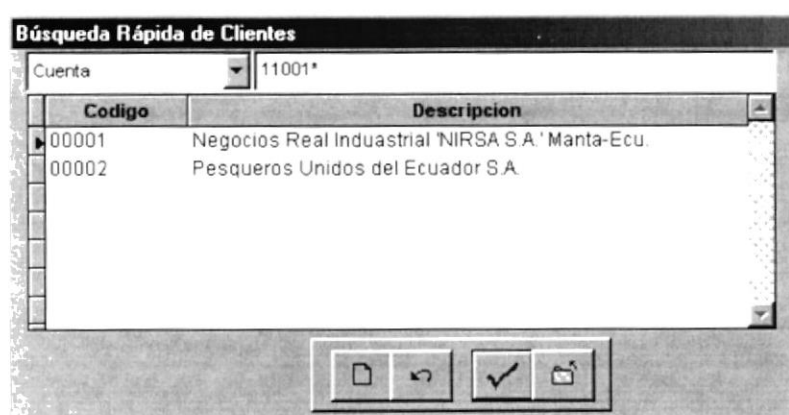 Búsqueda Rápida de Clientes
Cuenta 11001*
Codigo Descripcion
00001 Negocios Real Induastrial 'NIRSA S.A.' Manta-Ecu.
00002 Pesqueros Unidos del Ecuador S.A.